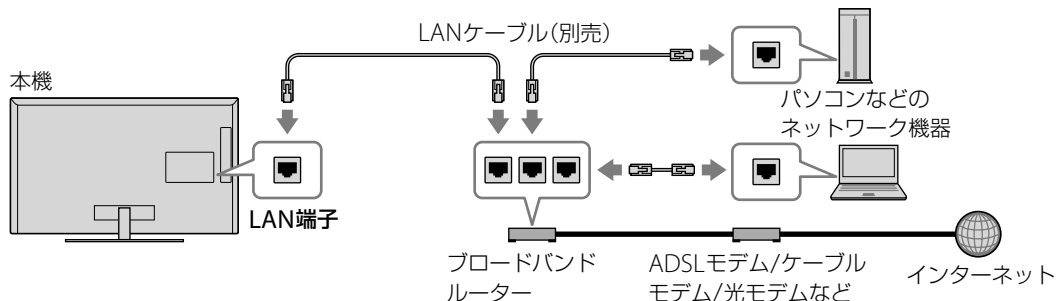 LANケーブル(別売)
本機
パソコンなどの
ネットワーク機器
LAN端子
ブロードバンド
ルーター
ADSLモデム/ケーブル
モデム/光モデムなど
インターネット